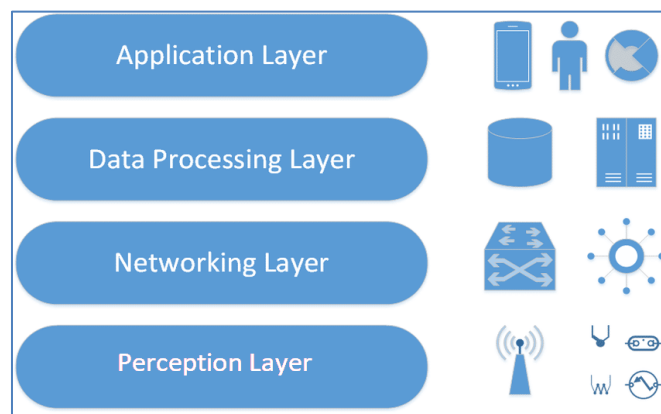 Application Layer
Data Processing Layer
Networking Layer
Perception Layer